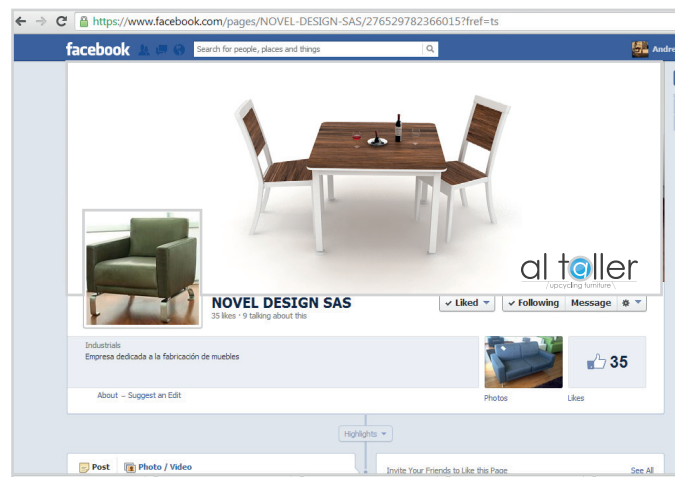 https://www.facebook.com/pages/NOVEL-DESIGN-SAS/276529782366015?fref=ts
facebook
Search for people, places and things
Andre
al taller
/upcycling furniture\
NOVEL DESIGN SAS
35 likes · 9 talking about this
Liked
Following
Message
Industrials
Empresa dedicada a la fabricación de muebles
35
About – Suggest an Edit
Photos
Likes
Highlights
Post
Photo / Video
Invite Your Friends to Like this Page
See All